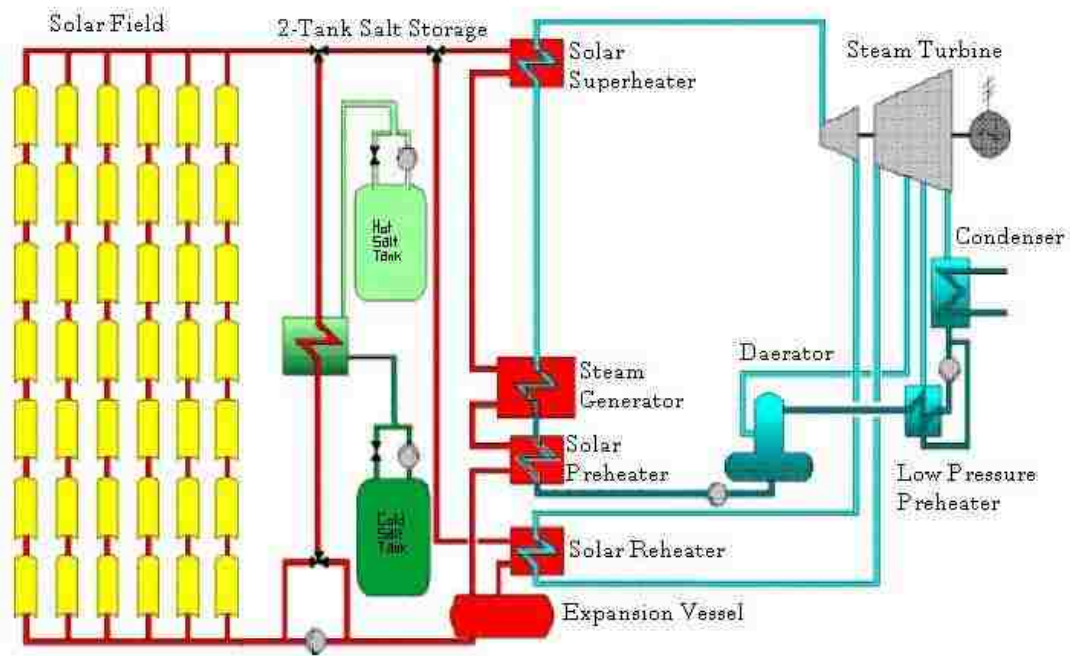 Solar Field
2-Tank Salt Storage
Solar
Superheater
Steam Turbine
Hot
Salt
Tank
Condenser
Daerator
Steam
Generator
Solar
Preheater
Low Pressure
Preheater
Cold
Salt
Tank
Solar Reheater
Expansion Vessel